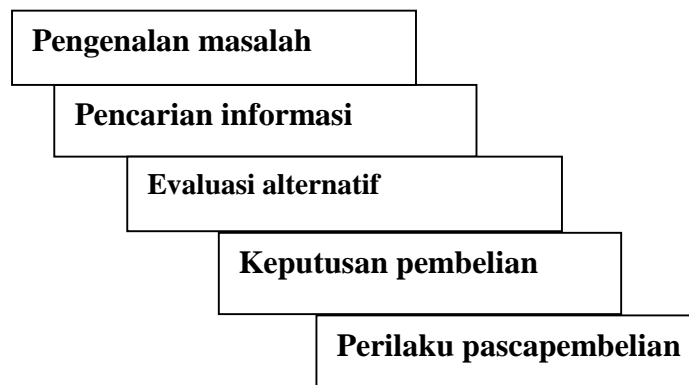 Pengenalan masalah
Pencarian informasi
Evaluasi alternatif
Keputusan pembelian
Perilaku pascapembelian